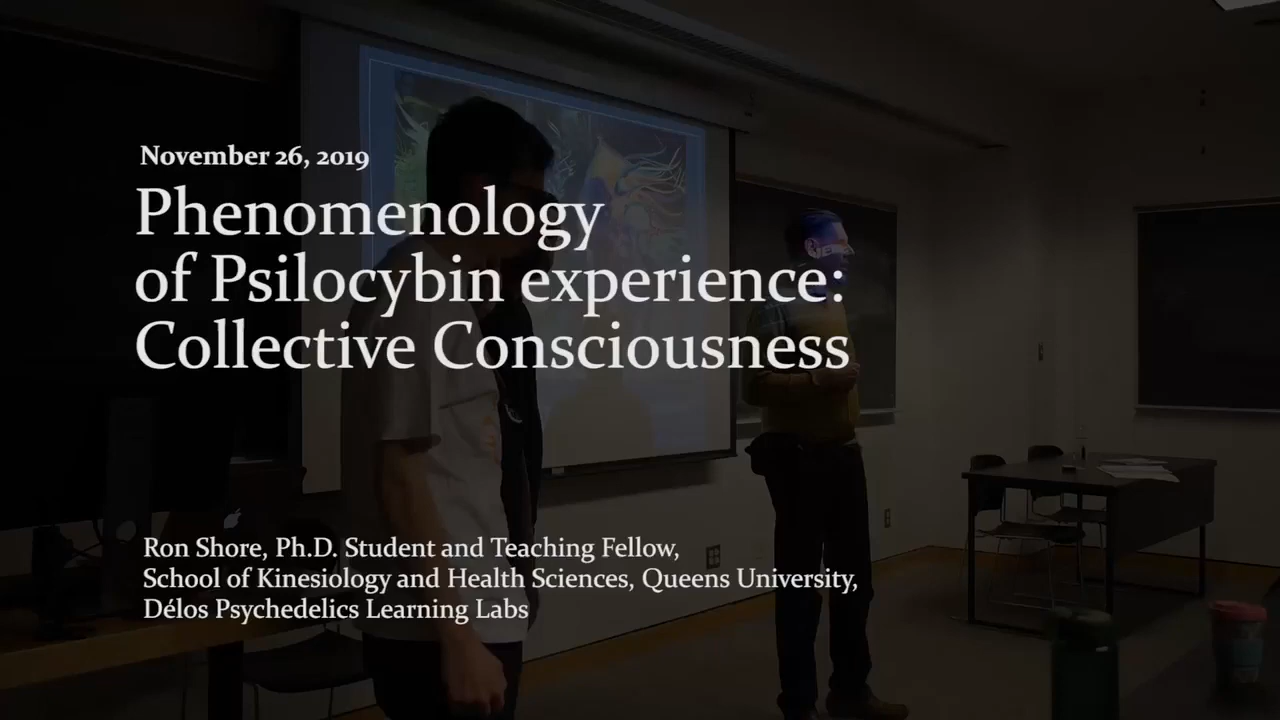 November 26, 2019
Phenomenology
of Psilocybin experience:
Collective Consciousness
Ron Shore, Ph.D. Student and Teaching Fellow,
School of Kinesiology and Health Sciences, Queens University,
Délos Psychedelics Learning Labs